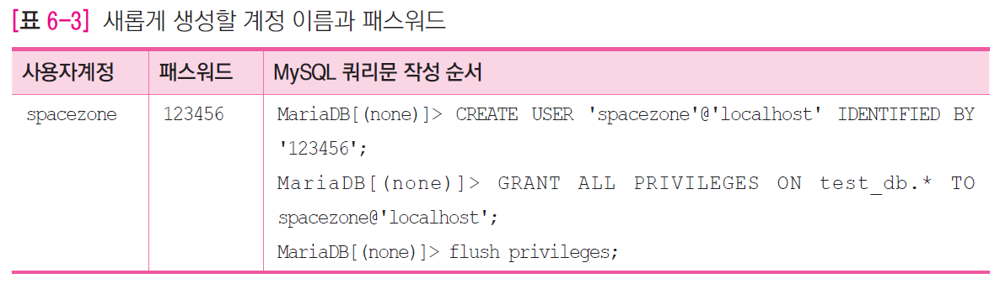 [표 6-3] 새롭게 생성할 계정 이름과 패스워드
사용자계정 패스워드 MySQL 쿼리문 작성 순서
spacezone 123456 MariaDB[(none)]> CREATE USER 'spacezone'@'localhost' IDENTIFIED BY
'123456';
MariaDB[(none)]> GRANT ALL PRIVILEGES ON test_db.* TO
spacezone@'localhost';
MariaDB[(none)]> flush privileges;